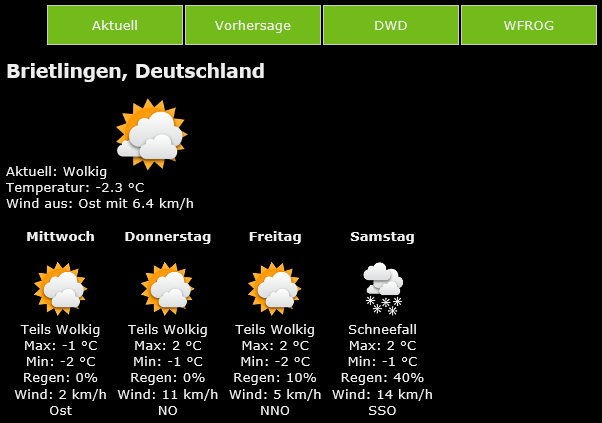 Aktuell Vorhersage DWD WFROG
Brietlingen, Deutschland
Aktuell: Wolkig
Temperatur: -2.3 °C
Wind aus: Ost mit 6.4 km/h
Mittwoch Donnerstag Freitag Samstag
Teils Wolkig Teils Wolkig Teils Wolkig Schneefall
Max: -1 °C Max: 2 °C Max: 2 °C Max: 2 °C
Min: -2 °C Min: -1 °C Min: -2 °C Min: -1 °C
Regen: 0% Regen: 0% Regen: 10% Regen: 40%
Wind: 2 km/h Wind: 11 km/h Wind: 5 km/h Wind: 14 km/h
Ost NO NNO SSO